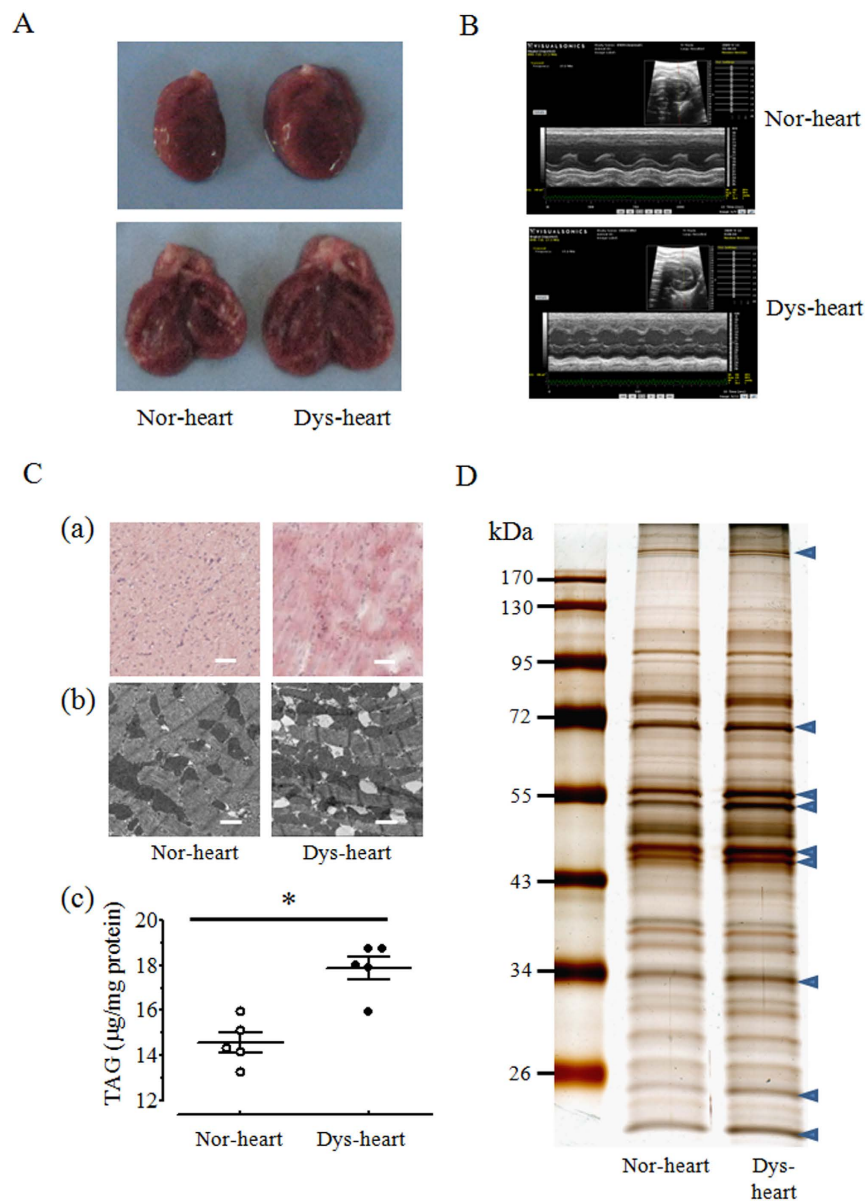 A
Nor-heart Dys-heart
B
VISUALSONICS
Nor-heart
VISUALSONICS
Dys-heart
C
(a)
(b)
Nor-heart Dys-heart
(c)
*
TAG (μg/mg protein)
20
18
16
14
12
Nor-heart Dys-heart
D
kDa
170
130
95
72
55
43
34
26
Nor-heart Dys-
heart